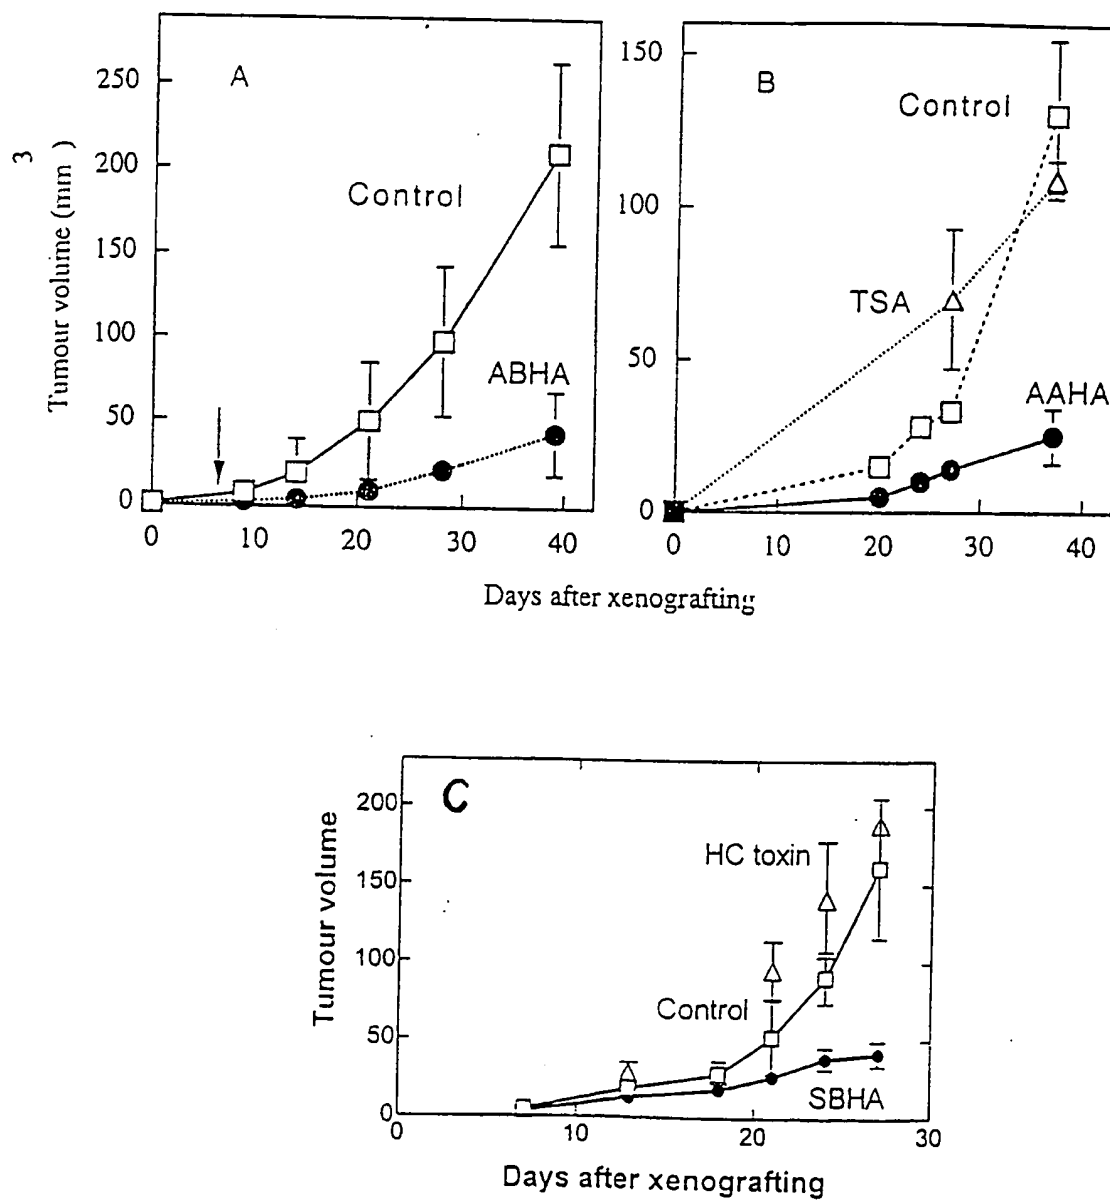 A
250
200
150
100
50
0
3
Tumour volume (mm )
Control
ABHA
0 10 20 30 40
B
150
100
50
0
Control
TSA
AAHA
0 10 20 30 40
Days after xenografting
C
200
150
100
50
0
Tumour volume
HC toxin
Control
SBHA
0 10 20 30
Days after xenografting